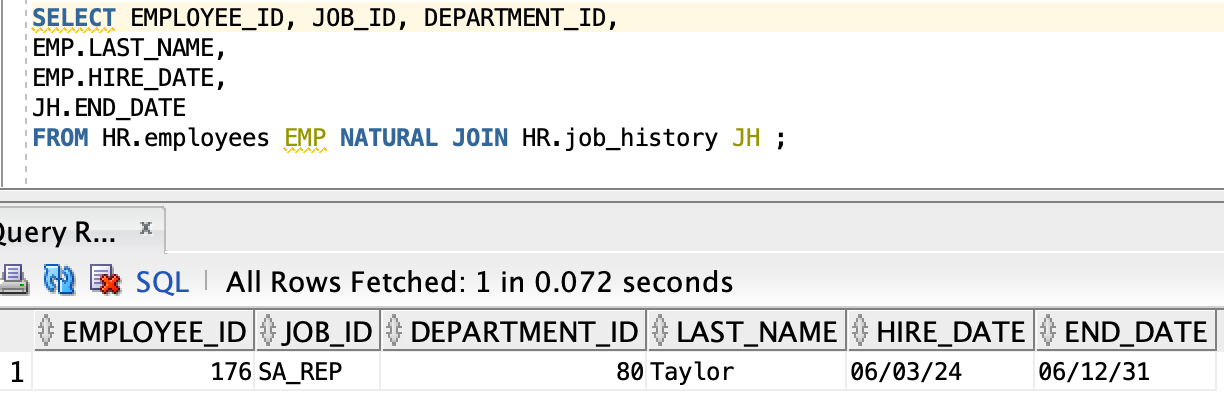 SELECT EMPLOYEE_ID, JOB_ID, DEPARTMENT_ID,
EMP.LAST_NAME,
EMP.HIRE_DATE,
JH.END_DATE
FROM HR.employees EMP NATURAL JOIN HR.job_history JH ;
Query R... x
SQL | All Rows Fetched: 1 in 0.072 seconds
EMPLOYEE_ID JOB_ID DEPARTMENT_ID LAST_NAME HIRE_DATE END_DATE
1 176 SA_REP 80 Taylor 06/03/24 06/12/31